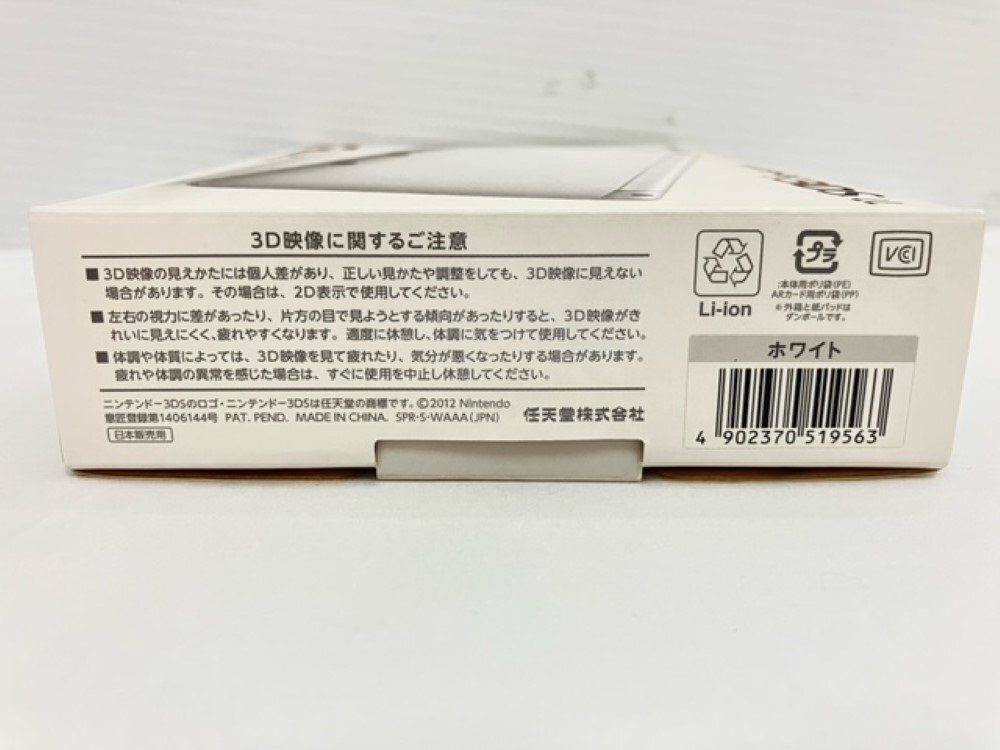 3D映像に関するご注意
■3D映像の見えかたには個人差があり、正しい見かたや調整をしても、3D映像に見えない
場合があります。その場合は、2D表示で使用してください。
■左右の視力に差があったり、片方の目で見ようとする傾向があったりすると、3D映像がき
れいに見えにくく、疲れやすくなります。適度に休憩し、体調に気をつけて使用してください。
■体調や体質によっては、3D映像を見て疲れたり、気分が悪くなったりする場合があります。
疲れや体調の異常を感じた場合は、すぐに使用を中止し休憩してください。
ニンテンドー3DSのロゴ・ニンテンドー3DSは任天堂の商標です。©2012 Nintendo
意匠登録第1406144号 PAT. PEND. MADE IN CHINA. SPR-S-WAAA(JPN)
任天堂株式会社
日本販売用
Li-ion
プラ
:本体用ポリ袋(PE)
ARカード用ポリ袋(PP)
※外箱と紙パッドは
ダンボールです。
VCCI
ホワイト
4 902370 519563